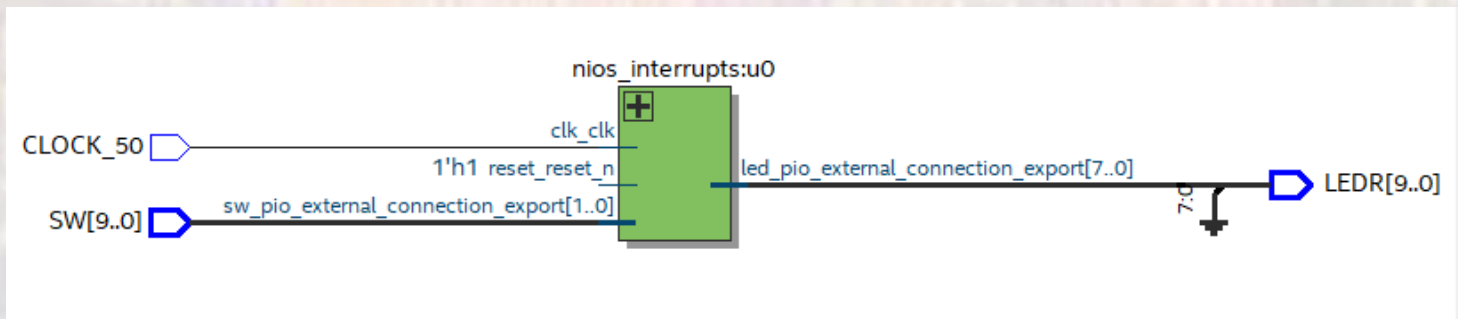 nios_interrupts:u0
CLOCK_50
clk_clk
1'h1 reset_reset_n
led_pio_external_connection_export[7..0]
LEDR[9..0]
7:0
SW[9..0]
sw_pio_external_connection_export[1..0]